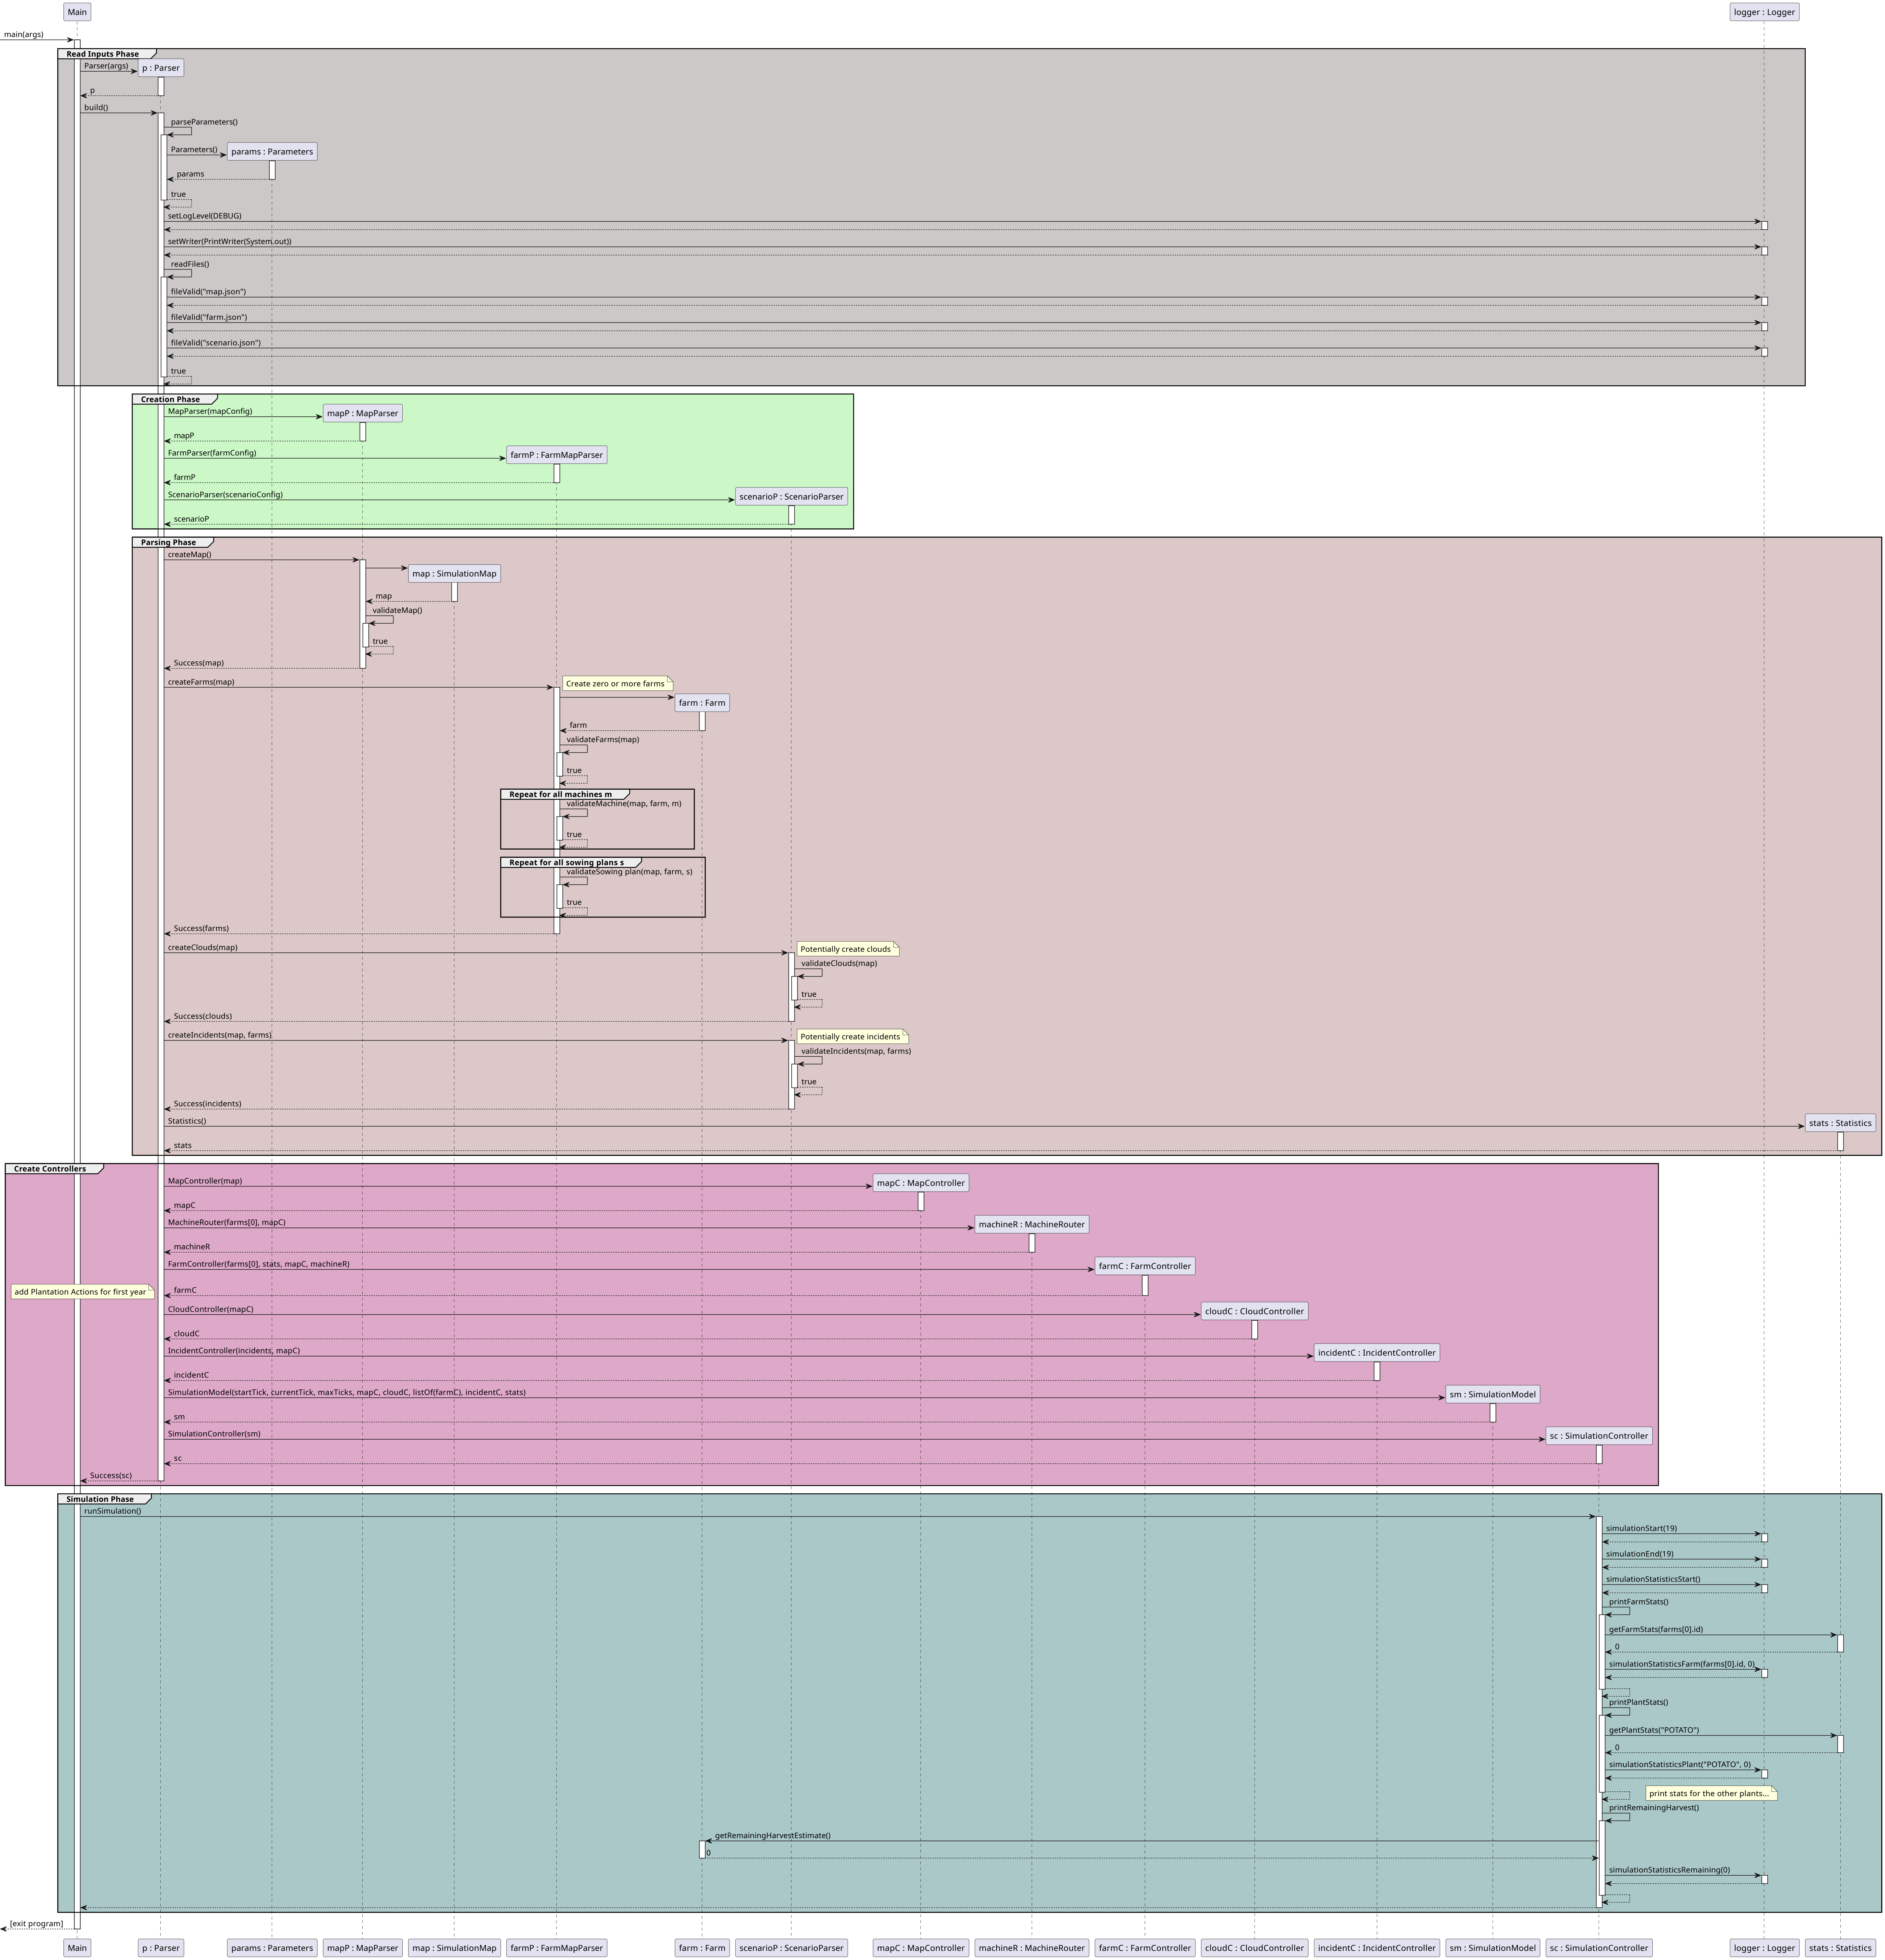 Main
logger : Logger
main(args)
Read Inputs Phase
Parser(args)
p : Parser
p
build()
parseParameters()
Parameters()
params : Parameters
params
true
setLogLevel(DEBUG)
setWriter(PrintWriter(System.out))
readFiles()
fileValid("map.json")
fileValid("farm.json")
fileValid("scenario.json")
true
Creation Phase
MapParser(mapConfig)
mapP : MapParser
mapP
FarmParser(farmConfig)
farmP : FarmMapParser
farmP
ScenarioParser(scenarioConfig)
scenarioP : ScenarioParser
scenarioP
Parsing Phase
createMap()
map : SimulationMap
map
validateMap()
true
Success(map)
createFarms(map)
Create zero or more farms
farm : Farm
farm
validateFarms(map)
true
Repeat for all machines m
validateMachine(map, farm, m)
true
Repeat for all sowing plans s
validateSowing plan(map, farm, s)
true
Success(farms)
createClouds(map)
Potentially create clouds
validateClouds(map)
true
Success(clouds)
createIncidents(map, farms)
Potentially create incidents
validateIncidents(map, farms)
true
Success(incidents)
Statistics()
stats : Statistics
stats
Create Controllers
MapController(map)
mapC : MapController
mapC
MachineRouter(farms[0], mapC)
machineR : MachineRouter
machineR
FarmController(farms[0], stats, mapC, machineR)
farmC : FarmController
add Plantation Actions for first year
farmC
CloudController(mapC)
cloudC : CloudController
cloudC
IncidentController(incidents, mapC)
incidentC : IncidentController
incidentC
SimulationModel(startTick, currentTick, maxTicks, mapC, cloudC, listOf(farmC), incidentC, stats)
sm : SimulationModel
sm
SimulationController(sm)
sc : SimulationController
sc
Success(sc)
Simulation Phase
runSimulation()
simulationStart(19)
simulationEnd(19)
simulationStatisticsStart()
printFarmStats()
getFarmStats(farms[0].id)
0
simulationStatisticsFarm(farms[0].id, 0)
printPlantStats()
getPlantStats("POTATO")
0
simulationStatisticsPlant("POTATO", 0)
print stats for the other plants...
printRemainingHarvest()
getRemainingHarvestEstimate()
0
simulationStatisticsRemaining(0)
[exit program]
Main
p : Parser
params : Parameters
mapP : MapParser
map : SimulationMap
farmP : FarmMapParser
farm : Farm
scenarioP : ScenarioParser
mapC : MapController
machineR : MachineRouter
farmC : FarmController
cloudC : CloudController
incidentC : IncidentController
sm : SimulationModel
sc : SimulationController
logger : Logger
stats : Statistics